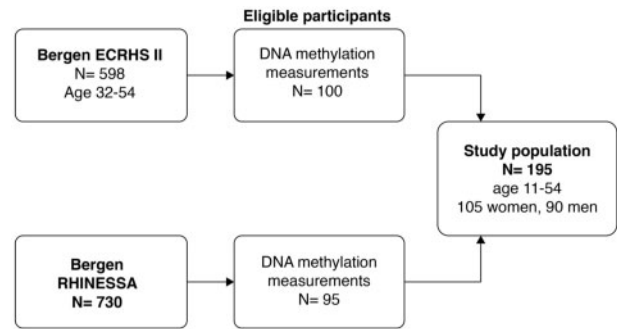 Eligible participants
Bergen ECRHS II
N= 598
Age 32-54
DNA methylation
measurements
N= 100
Study population
N= 195
age 11-54
105 women, 90 men
Bergen
RHINESSA
N= 730
DNA methylation
measurements
N= 95